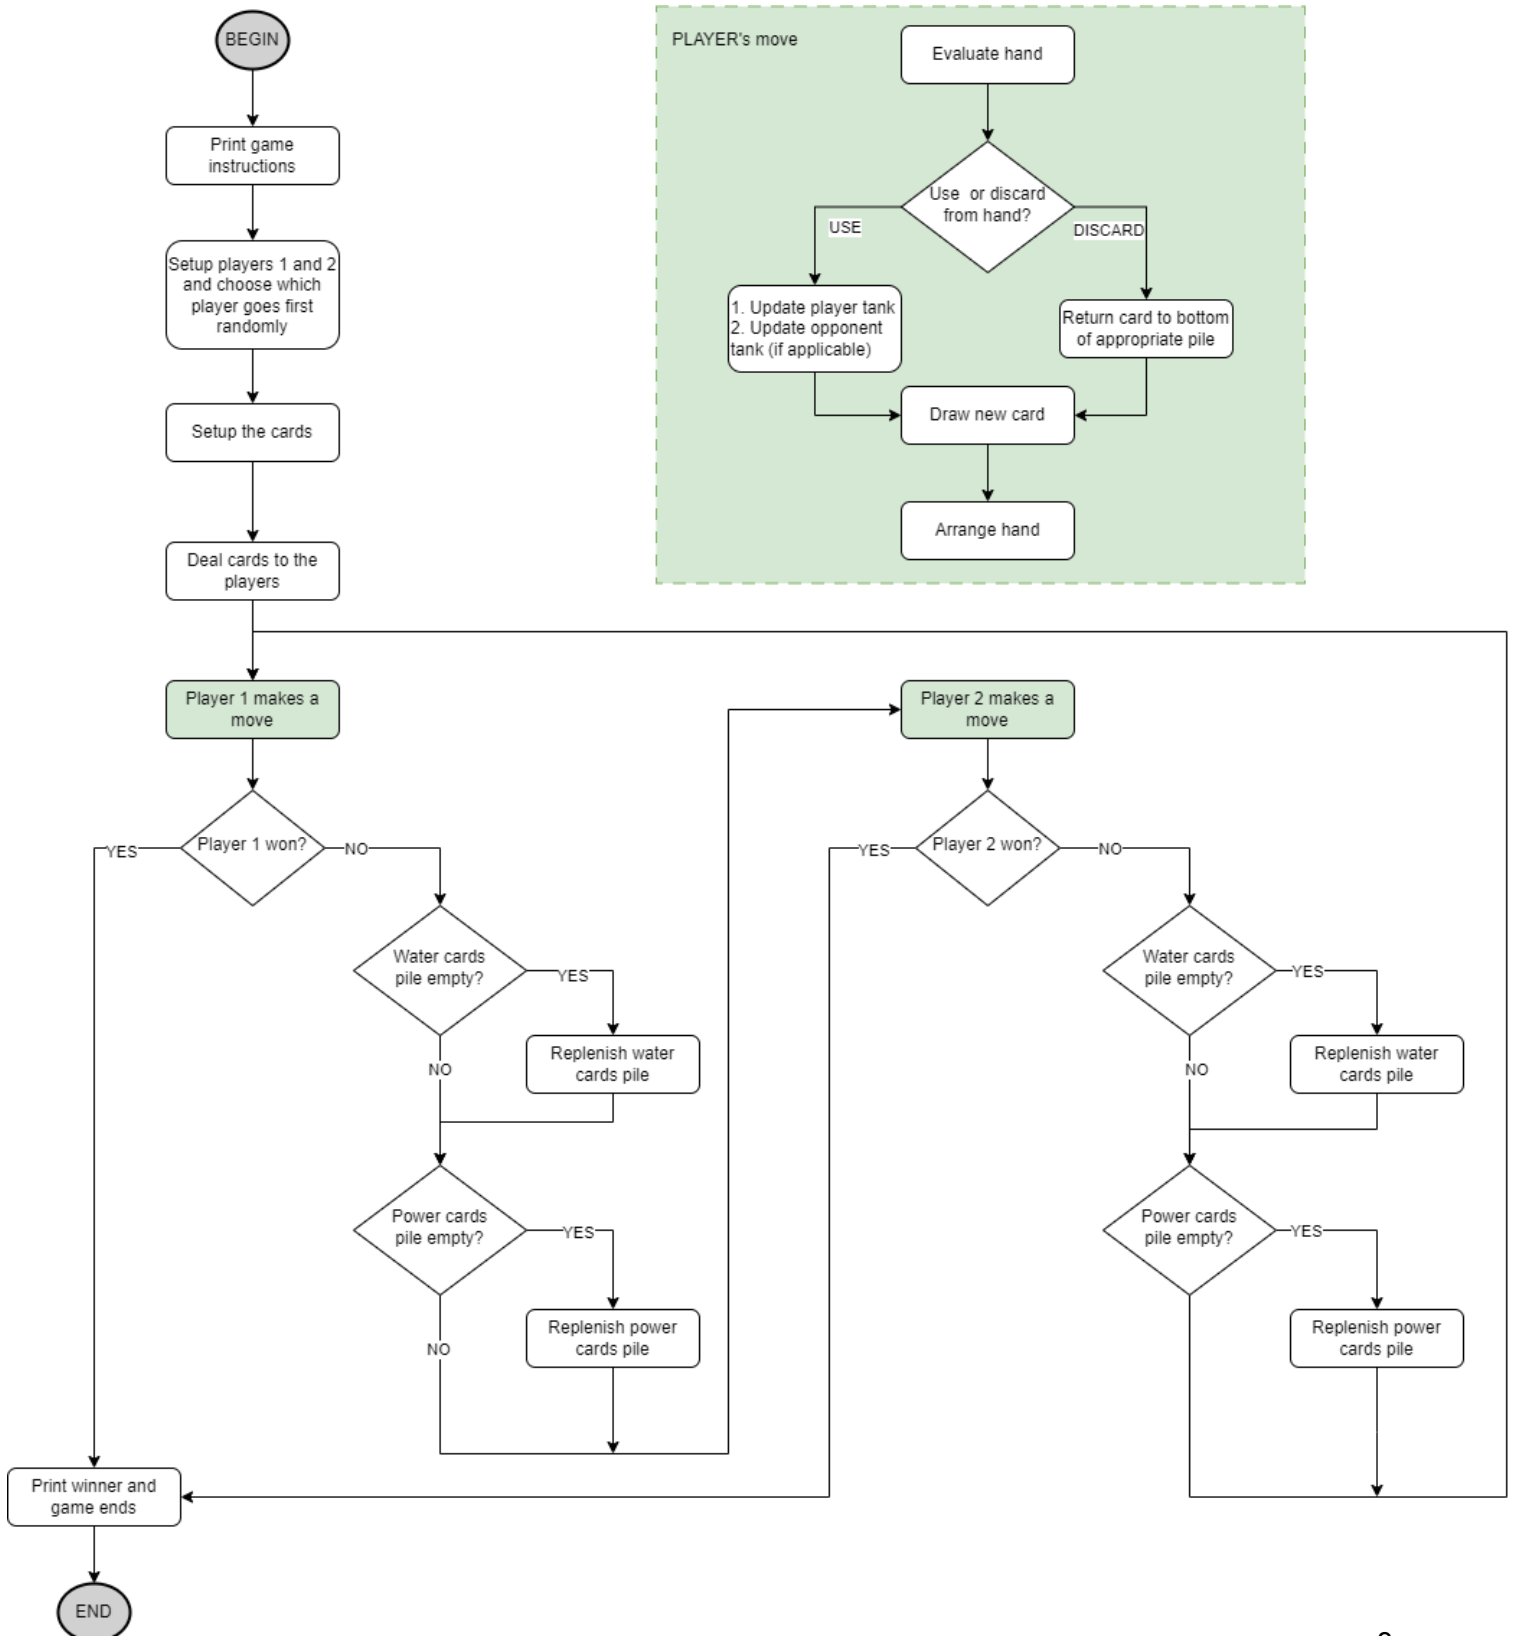 BEGIN
Print game
instructions
Setup players 1 and 2
and choose which
player goes first
randomly
Setup the cards
Deal cards to the
players
PLAYER's move
Evaluate hand
Use or discard
from hand?
USE
DISCARD
1. Update player tank
2. Update opponent
tank (if applicable)
Return card to bottom
of appropriate pile
Draw new card
Arrange hand
Player 1 makes a
move
Player 1 won?
YES
NO
Water cards
pile empty?
YES
Replenish water
cards pile
NO
Power cards
pile empty?
YES
Replenish power
cards pile
NO
Player 2 makes a
move
Player 2 won?
YES
NO
Water cards
pile empty?
YES
Replenish water
cards pile
NO
Power cards
pile empty?
YES
Replenish power
cards pile
Print winner and
game ends
END